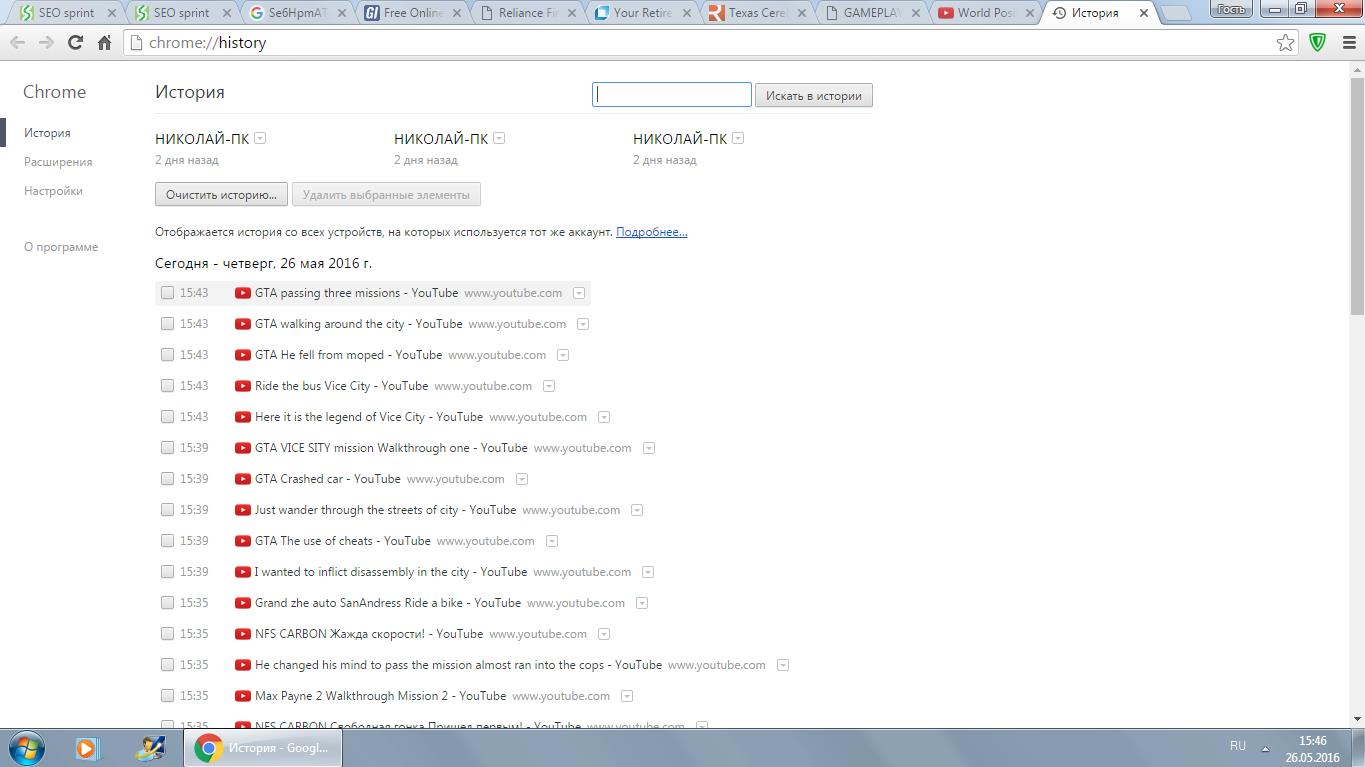 SEO sprint SEO sprint Se6HpmAT Free Online Reliance Fi Your Retire Texas Cere GAMEPLAY World Posi История Гость
chrome://history
Chrome
История
Искать в истории
История
Расширения
Настройки
О программе
НИКОЛАЙ-ПК НИКОЛАЙ-ПК НИКОЛАЙ-ПК
2 дня назад 2 дня назад 2 дня назад
Очистить историю... Удалить выбранные элементы
Отображается история со всех устройств, на которых используется тот же аккаунт. Подробнее...
Сегодня - четверг, 26 мая 2016 г.
15:43 GTA passing three missions - YouTube www.youtube.com
15:43 GTA walking around the city - YouTube www.youtube.com
15:43 GTA He fell from moped - YouTube www.youtube.com
15:43 Ride the bus Vice City - YouTube www.youtube.com
15:43 Here it is the legend of Vice City - YouTube www.youtube.com
15:39 GTA VICE SITY mission Walkthrough one - YouTube www.youtube.com
15:39 GTA Crashed car - YouTube www.youtube.com
15:39 Just wander through the streets of city - YouTube www.youtube.com
15:39 GTA The use of cheats - YouTube www.youtube.com
15:39 I wanted to inflict disassembly in the city - YouTube www.youtube.com
15:35 Grand zhe auto SanAndress Ride a bike - YouTube www.youtube.com
15:35 NFS CARBON Жажда скорости! - YouTube www.youtube.com
15:35 He changed his mind to pass the mission almost ran into the cops - YouTube www.youtube.com
15:35 Max Payne 2 Walkthrough Mission 2 - YouTube www.youtube.com
15:35 NFS CARBON Свободная гонка Пришел первым! - YouTube www.youtube.com
История - Googl...
RU
15:46
26.05.2016